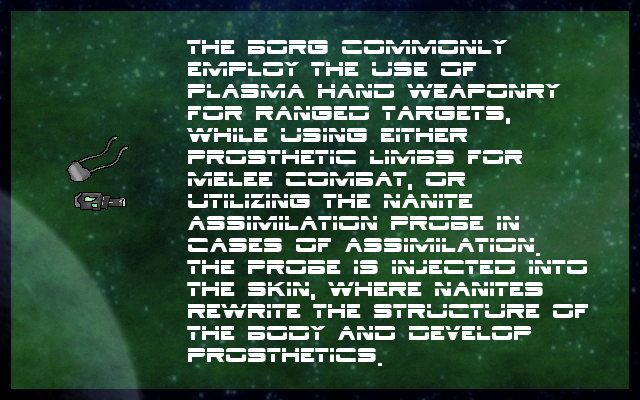 THE BORG COMMONLY
EMPLOY THE USE OF
PLASMA HAND WEAPONRY
FOR RANGED TARGETS,
WHILE USING EITHER
PROSTHETIC LIMBS FOR
MELEE COMBAT, OR
UTILIZING THE NANITE
ASSIMILATION PROBE IN
CASES OF ASSIMILATION.
THE PROBE IS INJECTED INTO
THE SKIN, WHERE NANITES
REWRITE THE STRUCTURE OF
THE BODY AND DEVELOP
PROSTHETICS.